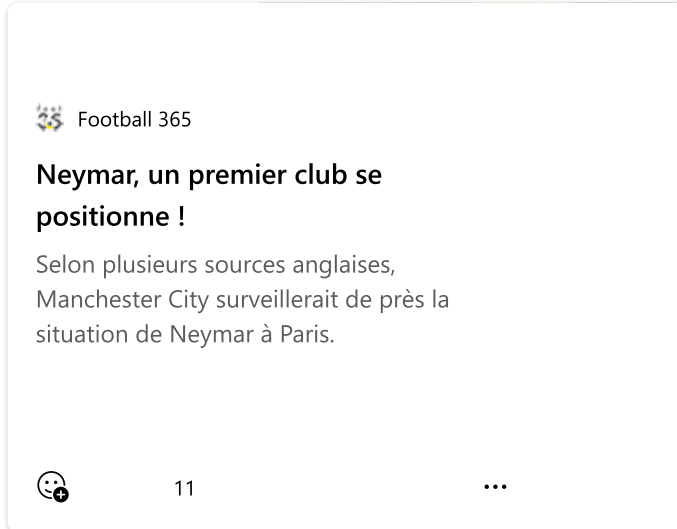 Football 365
Neymar, un premier club se
positionne !
Selon plusieurs sources anglaises,
Manchester City surveillerait de près la
situation de Neymar à Paris.
11